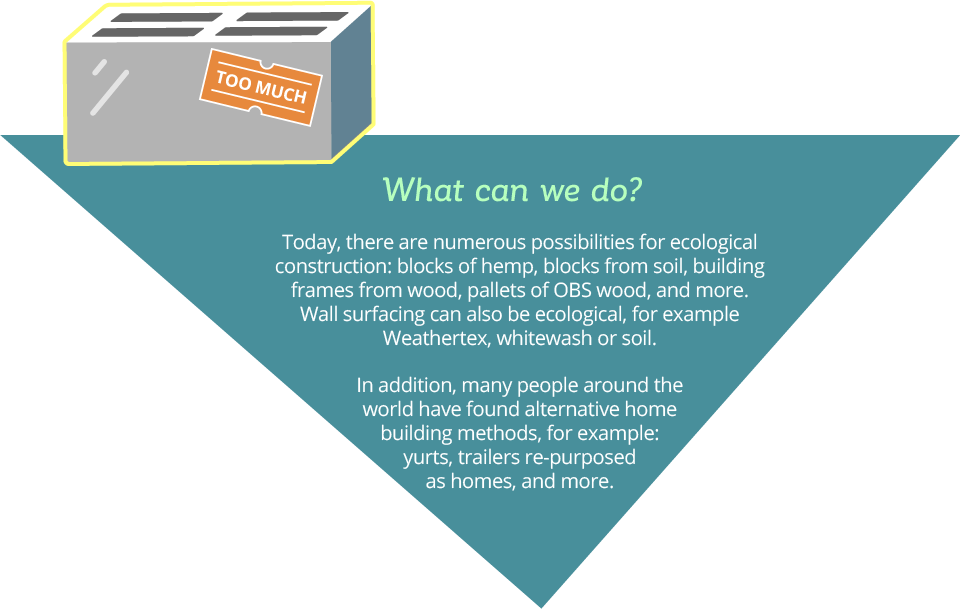 TOO MUCH
What can we do?
Today, there are numerous possibilities for ecological
construction: blocks of hemp, blocks from soil, building
frames from wood, pallets of OBS wood, and more.
Wall surfacing can also be ecological, for example
Weathertex, whitewash or soil.
In addition, many people around the
world have found alternative home
building methods, for example:
yurts, trailers re-purposed
as homes, and more.